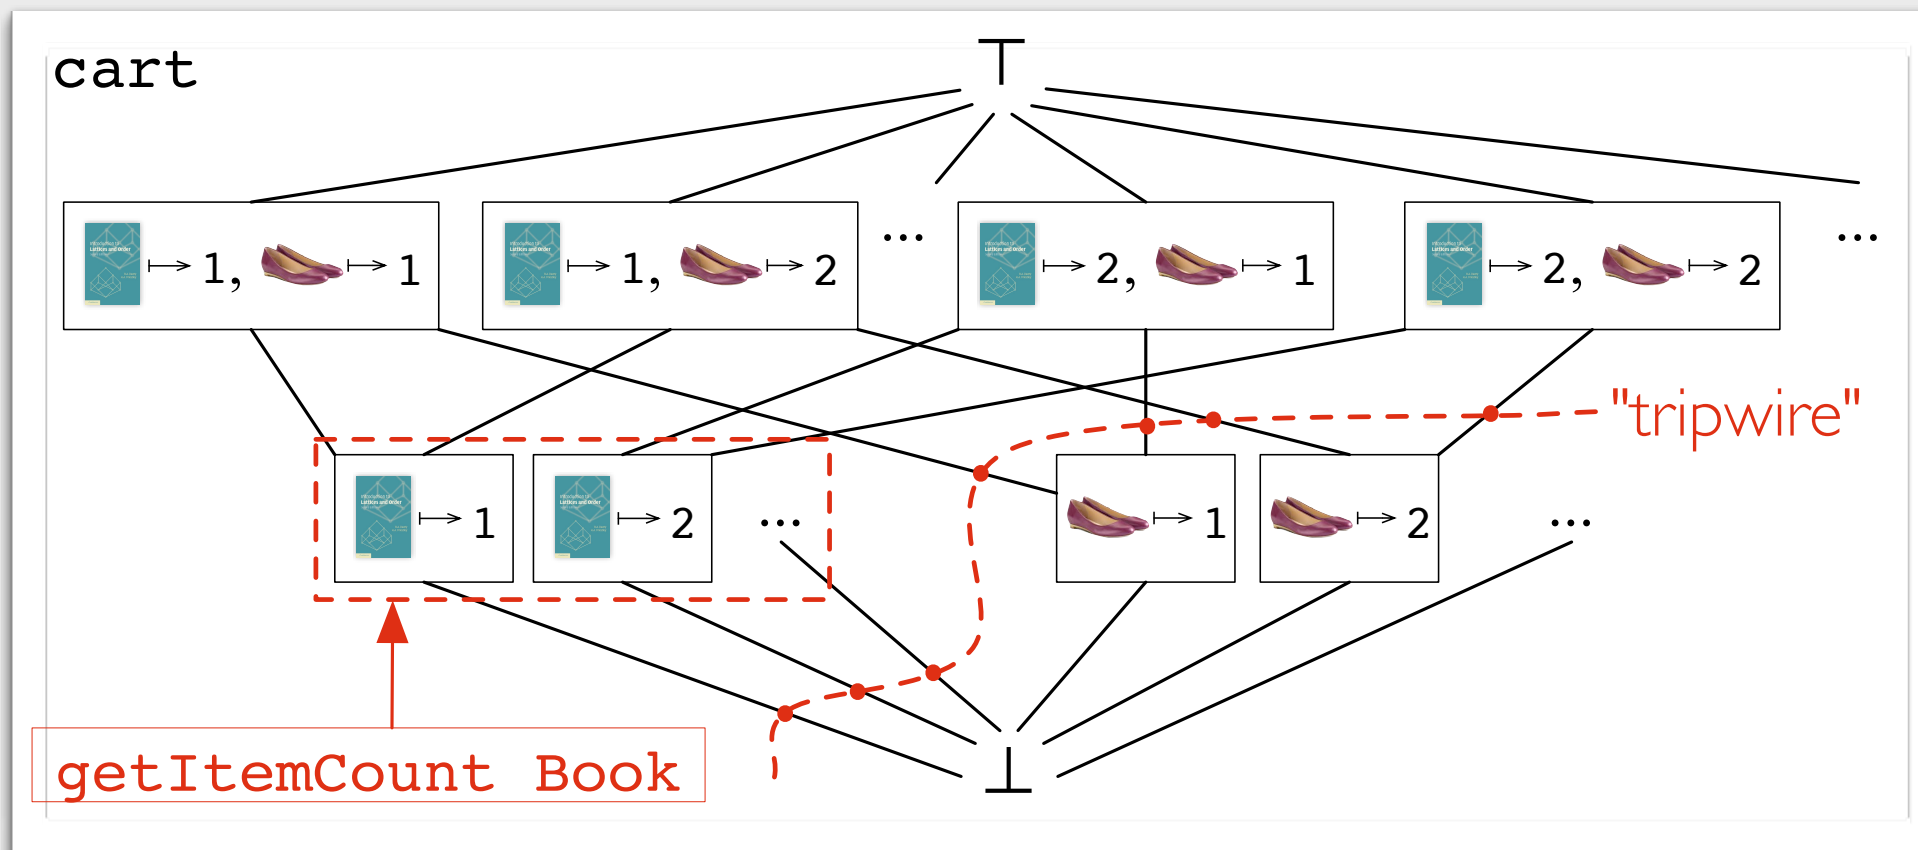 cart
⊤
↦ 1, ↦ 1
↦ 1, ↦ 2
...
↦ 2, ↦ 1
↦ 2, ↦ 2
...
"tripwire"
↦ 1
↦ 2
...
↦ 1
↦ 2
...
getItemCount Book
⊥